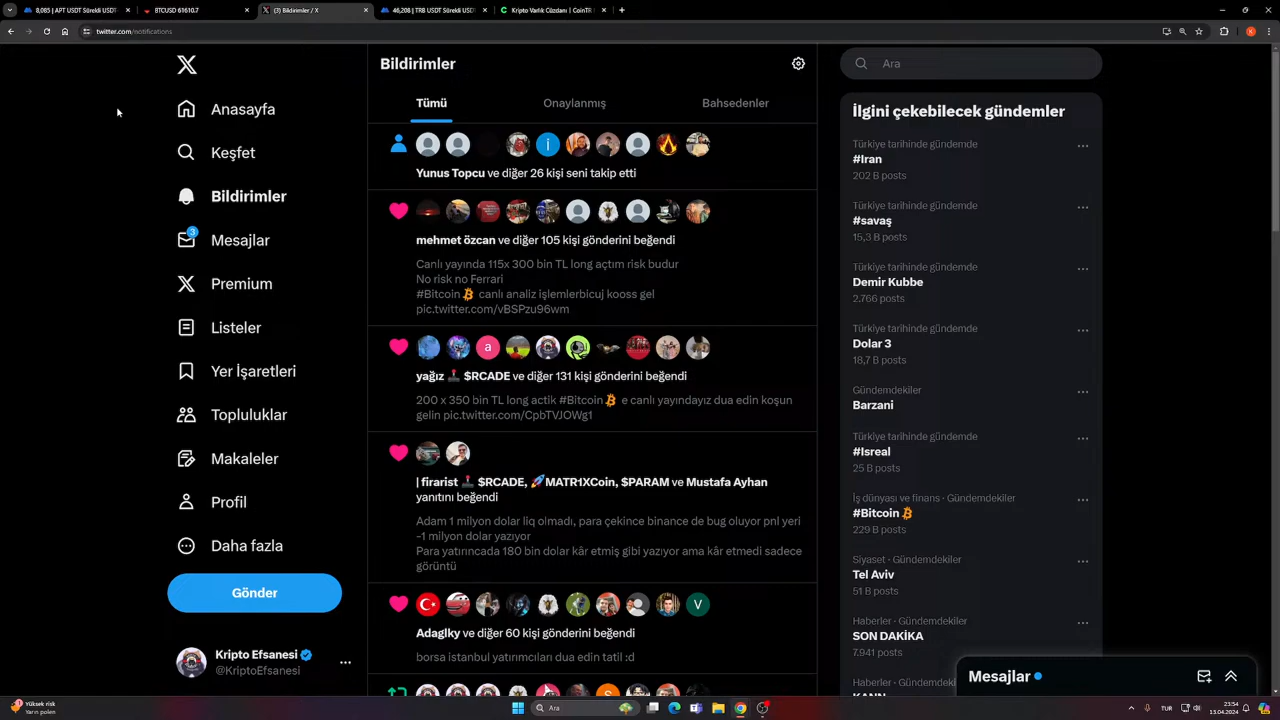 8,085 | APT USDT Sürekli USDT
BTCUSD 61610.7
(3) Bildirimler / X
46,208 | TRB USDT Sürekli USD
Kripto Varlık Cüzdanı | CoinTR
twitter.com/notifications
Bildirimler
Ara
Tümü
Onaylanmış
Bahsedenler
Anasayfa
Keşfet
Bildirimler
3
Mesajlar
Premium
Listeler
Yer İşaretleri
Topluluklar
Makaleler
Profil
Daha fazla
Gönder
Kripto Efsanesi
@KriptoEfsanesi
i
Yunus Topcu ve diğer 26 kişi seni takip etti
mehmet özcan ve diğer 105 kişi gönderini beğendi
Canlı yayında 115x 300 bin TL long açtım risk budur
No risk no Ferrari
#Bitcoin canlı analiz işlemlerbicuj kooss gel
pic.twitter.com/vBSPzu96wm
a
yağız 🕹️ $RCADE ve diğer 131 kişi gönderini beğendi
200 x 350 bin TL long actik #Bitcoin e canlı yayındayız dua edin koşun
gelin pic.twitter.com/CpbTVJOWg1
| firarist 🕹️ $RCADE, 🚀MATR1XCoin, $PARAM ve Mustafa Ayhan
yanıtını beğendi
Adam 1 milyon dolar liq olmadı, para çekince binance de bug oluyor pnl yeri
-1 milyon dolar yazıyor
Para yatırıncada 180 bin dolar kâr etmiş gibi yazıyor ama kâr etmedi sadece
görüntü
V
Adaglky ve diğer 60 kişi gönderini beğendi
borsa istanbul yatırımcıları dua edin tatil :d
İlgini çekebilecek gündemler
Türkiye tarihinde gündemde
#Iran
202 B posts
Türkiye tarihinde gündemde
#savaş
15,3 B posts
Türkiye tarihinde gündemde
Demir Kubbe
2.766 posts
Türkiye tarihinde gündemde
Dolar 3
18,7 B posts
Gündemdekiler
Barzani
Türkiye tarihinde gündemde
#Isreal
25 B posts
İş dünyası ve finans · Gündemdekiler
#Bitcoin
229 B posts
Siyaset · Gündemdekiler
Tel Aviv
51 B posts
Haberler · Gündemdekiler
SON DAKİKA
7.941 posts
Haberler · Gündemdeki
Mesajlar
Yüksek risk
Yarın polen
Ara
TUR
23:54
13.04.2024